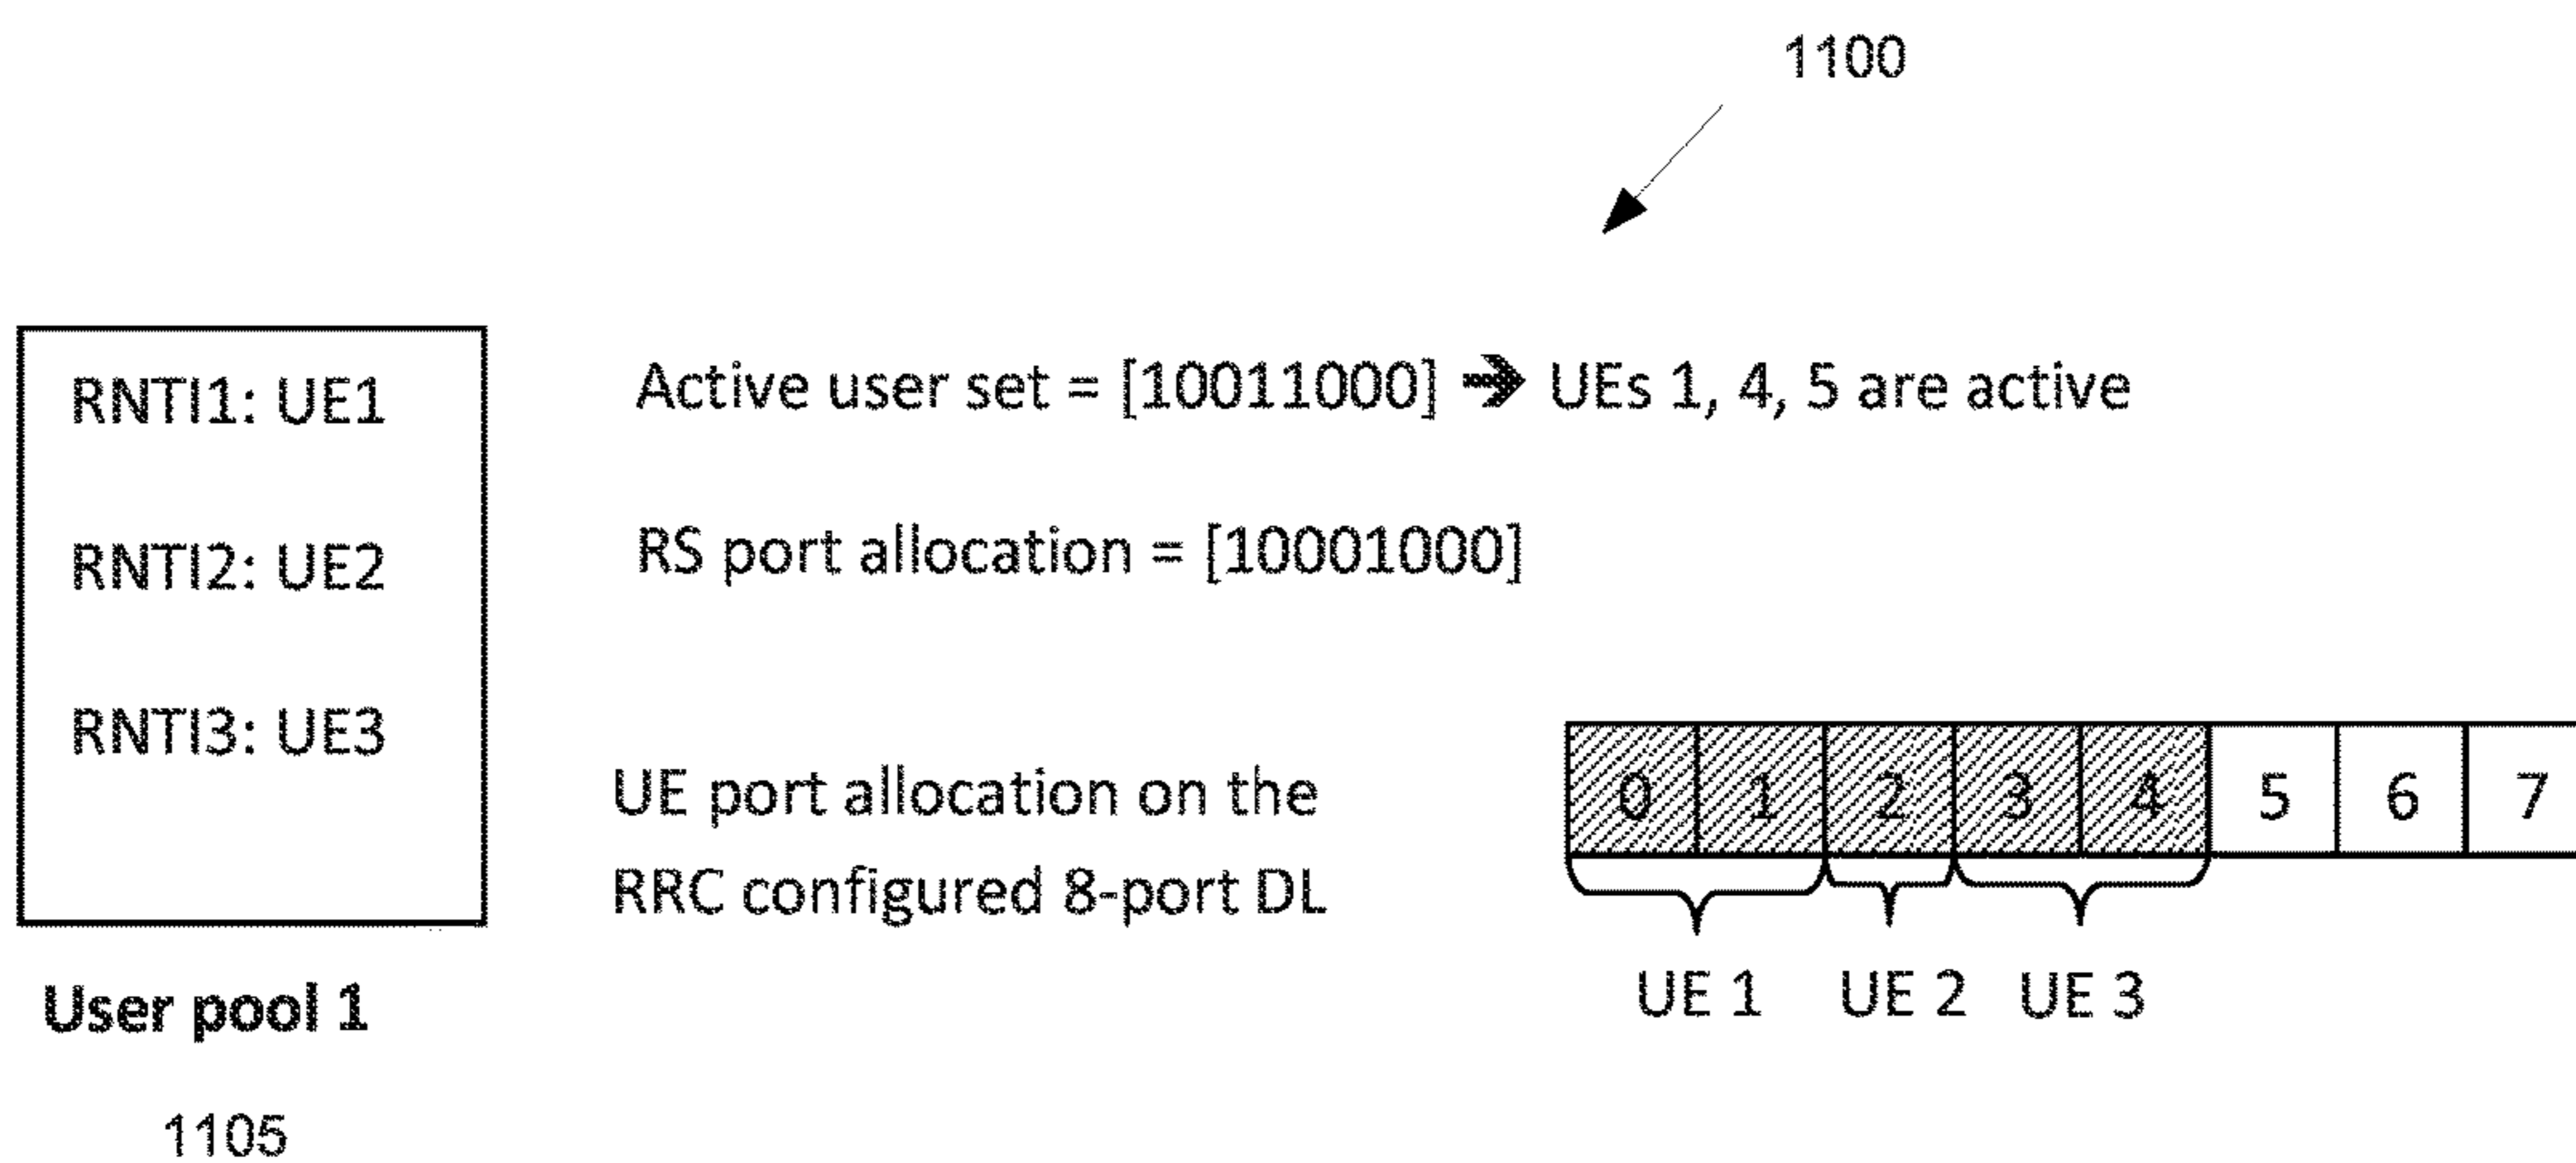 1100
RNTI1: UE1
RNTI2: UE2
RNTI3: UE3
User pool 1
1105
Active user set = [10011000] ➔ UEs 1, 4, 5 are active
RS port allocation = [10001000]
UE port allocation on the
RRC configured 8-port DL
0 1 2 3 4 5 6 7
UE 1 UE 2 UE 3